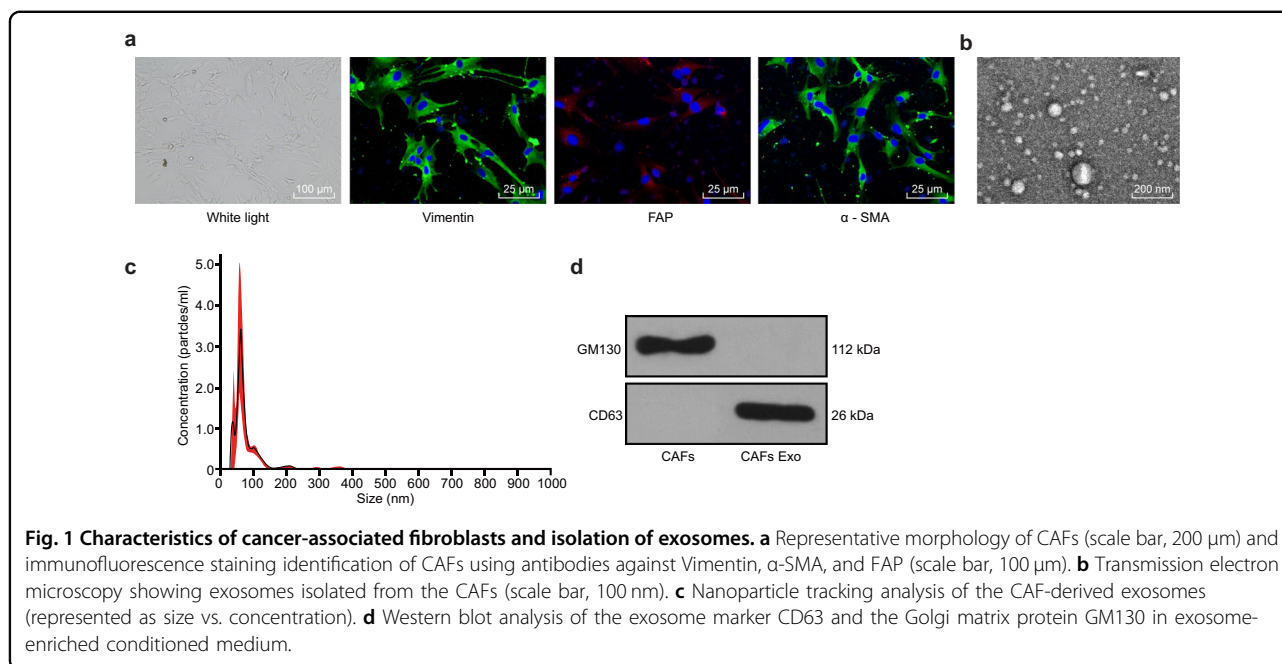 a
b
100 µm
25 µm
25 µm
25 µm
200 nm
White light
Vimentin
FAP
α - SMA
c
d
Concentration (partcles/ml)
5.0
4.0
3.0
2.0
1.0
0
0 100 200 300 400 500 600 700 800 900 1000
Size (nm)
GM130
112 kDa
CD63
26 kDa
CAFs
CAFs Exo
Fig. 1 Characteristics of cancer-associated fibroblasts and isolation of exosomes. a Representative morphology of CAFs (scale bar, 200 µm) and
immunofluorescence staining identification of CAFs using antibodies against Vimentin, α-SMA, and FAP (scale bar, 100 µm). b Transmission electron
microscopy showing exosomes isolated from the CAFs (scale bar, 100 nm). c Nanoparticle tracking analysis of the CAF-derived exosomes
(represented as size vs. concentration). d Western blot analysis of the exosome marker CD63 and the Golgi matrix protein GM130 in exosome-
enriched conditioned medium.